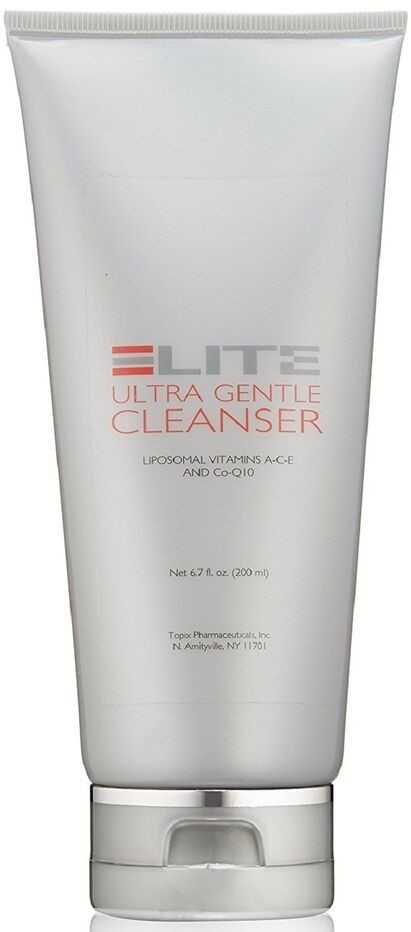 ELITE
ULTRA GENTLE
CLEANSER
LIPOSOMAL VITAMINS A-C-E
AND Co-Q10
Net 6.7 fl. oz. (200 ml)
Topix Pharmaceuticals, Inc.
N. Amityville, NY 11701